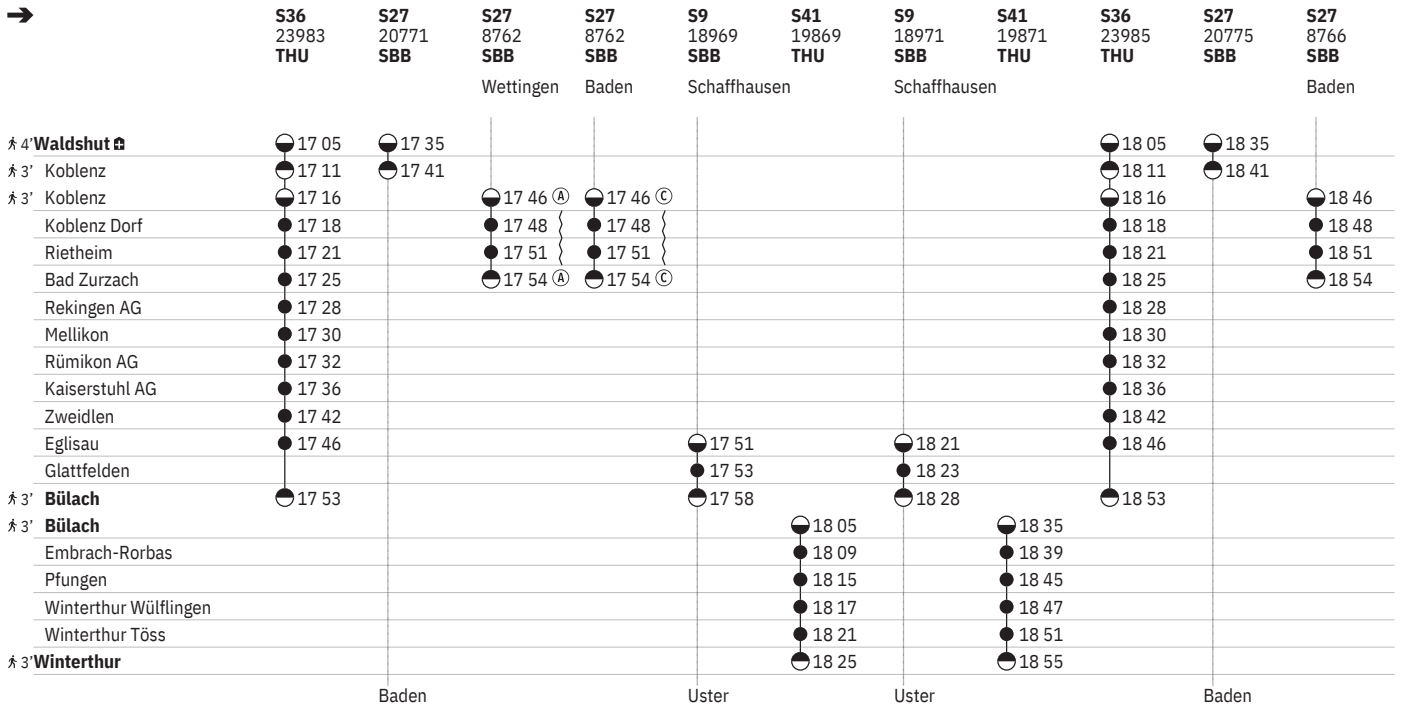 S36 S27 S27 S27 S9 S41 S9 S41 S36 S27 S27
23983 20771 8762 8762 18969 19869 18971 19871 23985 20775 8766
THU SBB SBB SBB SBB THU SBB THU THU SBB SBB
Wettingen Baden Schaffhausen Schaffhausen Baden
4' Waldshut 17 05 17 35 18 05 18 35
3' Koblenz 17 11 17 41 18 11 18 41
3' Koblenz 17 16 17 46 A 17 46 C 18 16 18 46
Koblenz Dorf 17 18 17 48 17 48 18 18 18 48
Rietheim 17 21 17 51 17 51 18 21 18 51
Bad Zurzach 17 25 17 54 A 17 54 C 18 25 18 54
Rekingen AG 17 28 18 28
Mellikon 17 30 18 30
Rümikon AG 17 32 18 32
Kaiserstuhl AG 17 36 18 36
Zweidlen 17 42 18 42
Eglisau 17 46 17 51 18 21 18 46
Glattfelden 17 53 18 23
3' Bülach 17 53 17 58 18 28 18 53
3' Bülach 18 05 18 35
Embrach-Rorbas 18 09 18 39
Pfungen 18 15 18 45
Winterthur Wülflingen 18 17 18 47
Winterthur Töss 18 21 18 51
3' Winterthur 18 25 18 55
Baden Uster Uster Baden